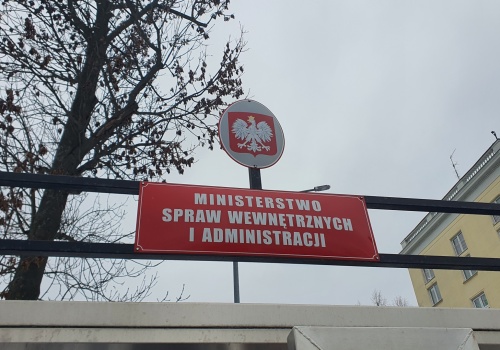 MINISTERSTWO
SPRAW WEWNĘTRZNYCH
I ADMINISTRACJI